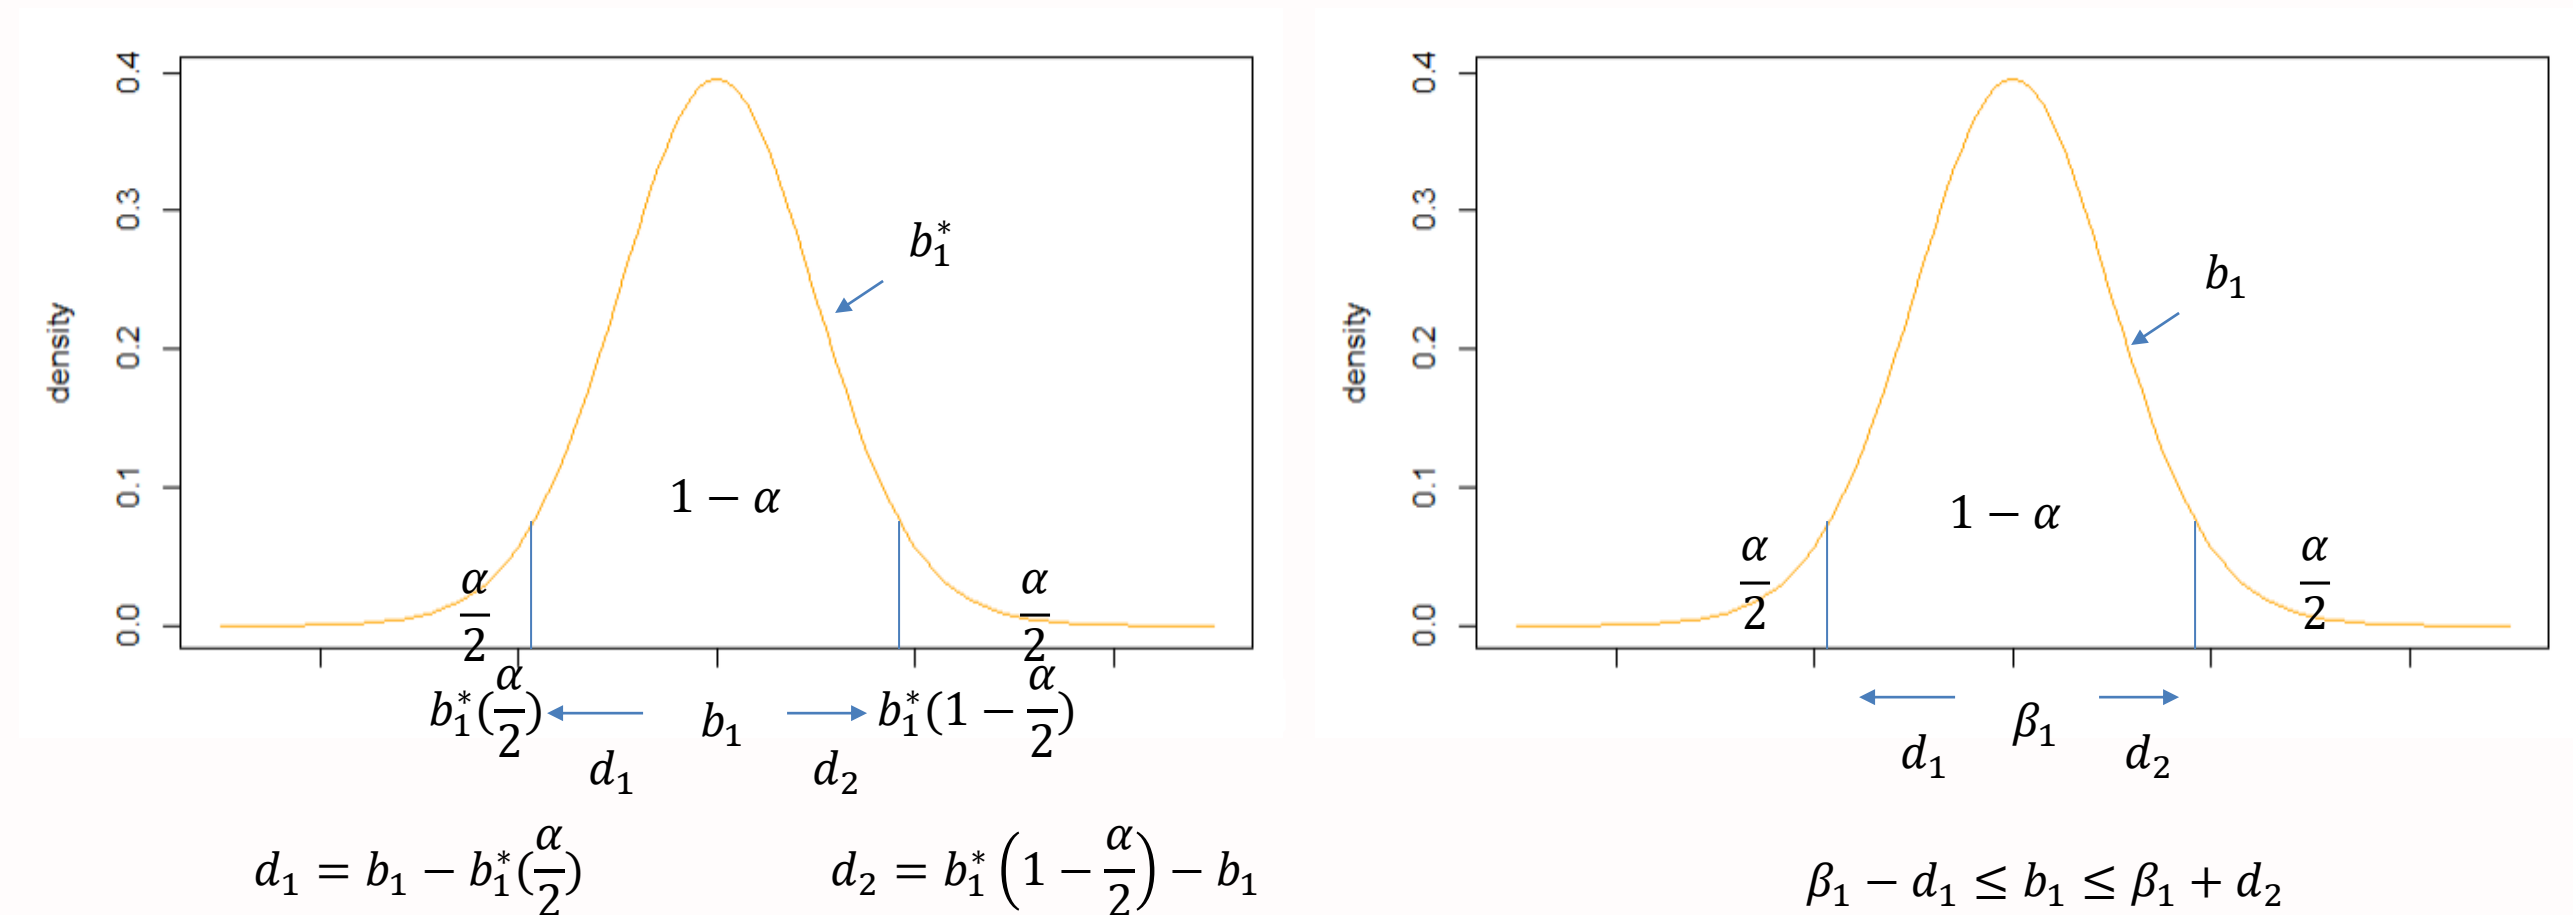 0.4
0.3
0.2
0.1
0.0
density
b₁*
1 − α
α/2
α/2
b₁*(α/2)
b₁
b₁*(1 − α/2)
d₁
d₂
d₁ = b₁ − b₁*(α/2)
d₂ = b₁*(1 − α/2) − b₁
0.4
0.3
0.2
0.1
0.0
density
b₁
1 − α
α/2
α/2
β₁
d₁
d₂
β₁ − d₁ ≤ b₁ ≤ β₁ + d₂